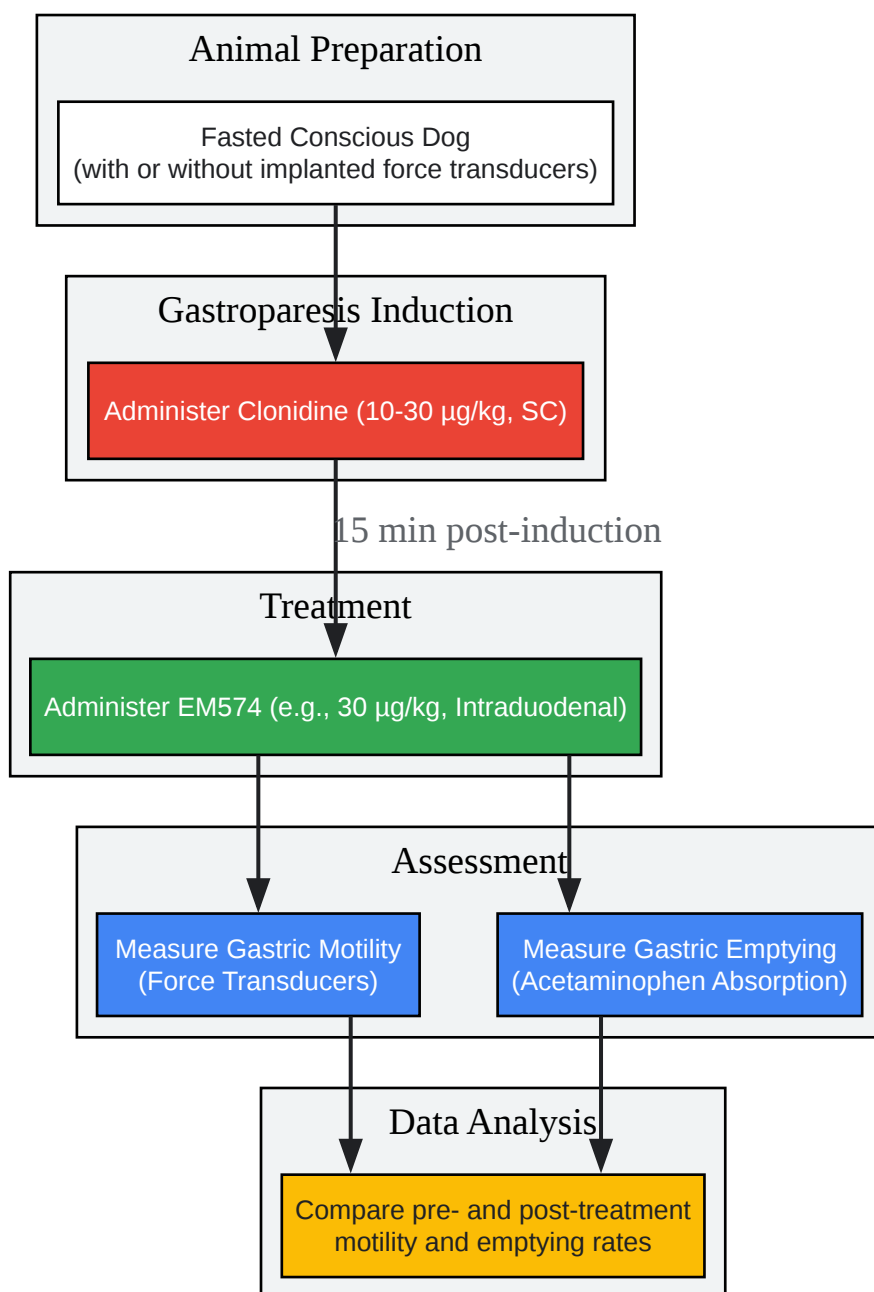 Animal Preparation
Fasted Conscious Dog
(with or without implanted force transducers)
Gastroparesis Induction
Administer Clonidine (10-30 µg/kg, SC)
15 min post-induction
Treatment
Administer EM574 (e.g., 30 µg/kg, Intraduodenal)
Assessment
Measure Gastric Motility
(Force Transducers)
Measure Gastric Emptying
(Acetaminophen Absorption)
Data Analysis
Compare pre- and post-treatment
motility and emptying rates